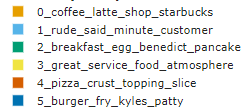 0_coffee_latte_shop_starbucks
1_rude_said_minute_customer
2_breakfast_egg_benedict_pancake
3_great_service_food_atmosphere
4_pizza_crust_topping_slice
5_burger_fry_kyles_patty